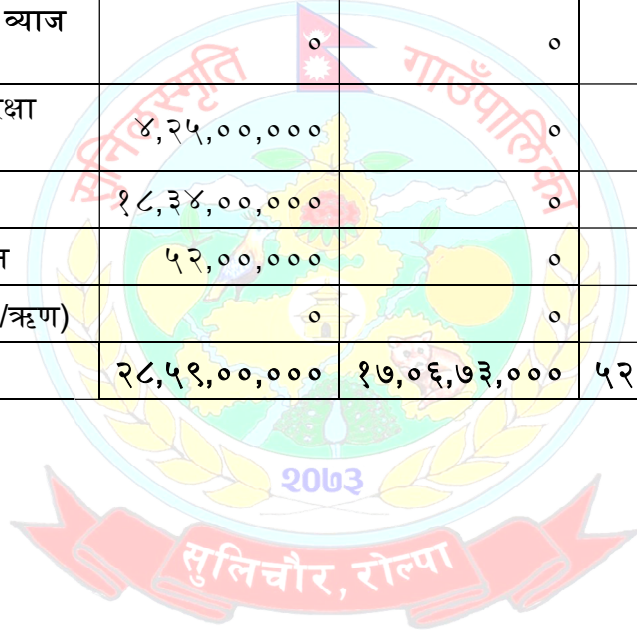 व्याज ० ०
क्षा ४,२५,००,००० ०
१८,३४,००,००० ०
५२,००,००० ०
/ऋण) ० ०
२८,५९,००,००० १७,०६,७३,००० ५२
सुनिलस्मृति गाउँपालिका
२०७३
सुलिचौर, रोल्पा